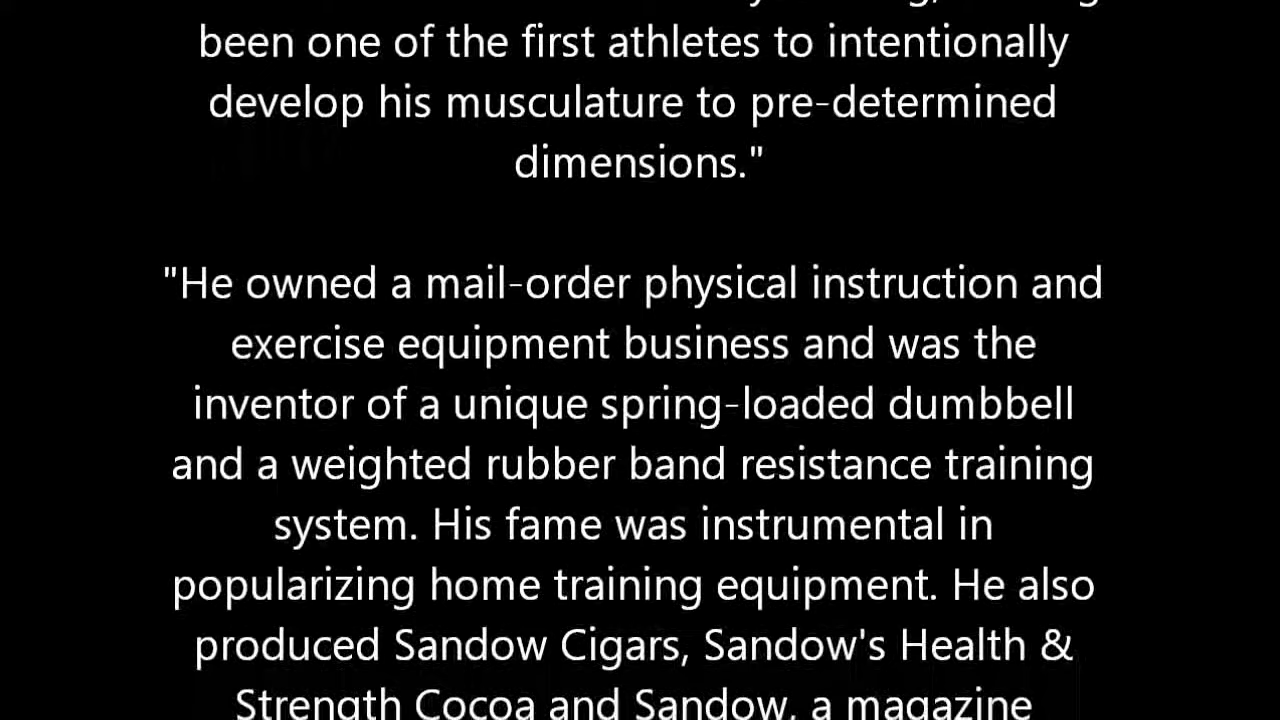 been one of the first athletes to intentionally
develop his musculature to pre-determined
dimensions."
"He owned a mail-order physical instruction and
exercise equipment business and was the
inventor of a unique spring-loaded dumbbell
and a weighted rubber band resistance training
system. His fame was instrumental in
popularizing home training equipment. He also
produced Sandow Cigars, Sandow's Health &
Strength Cocoa and Sandow, a magazine